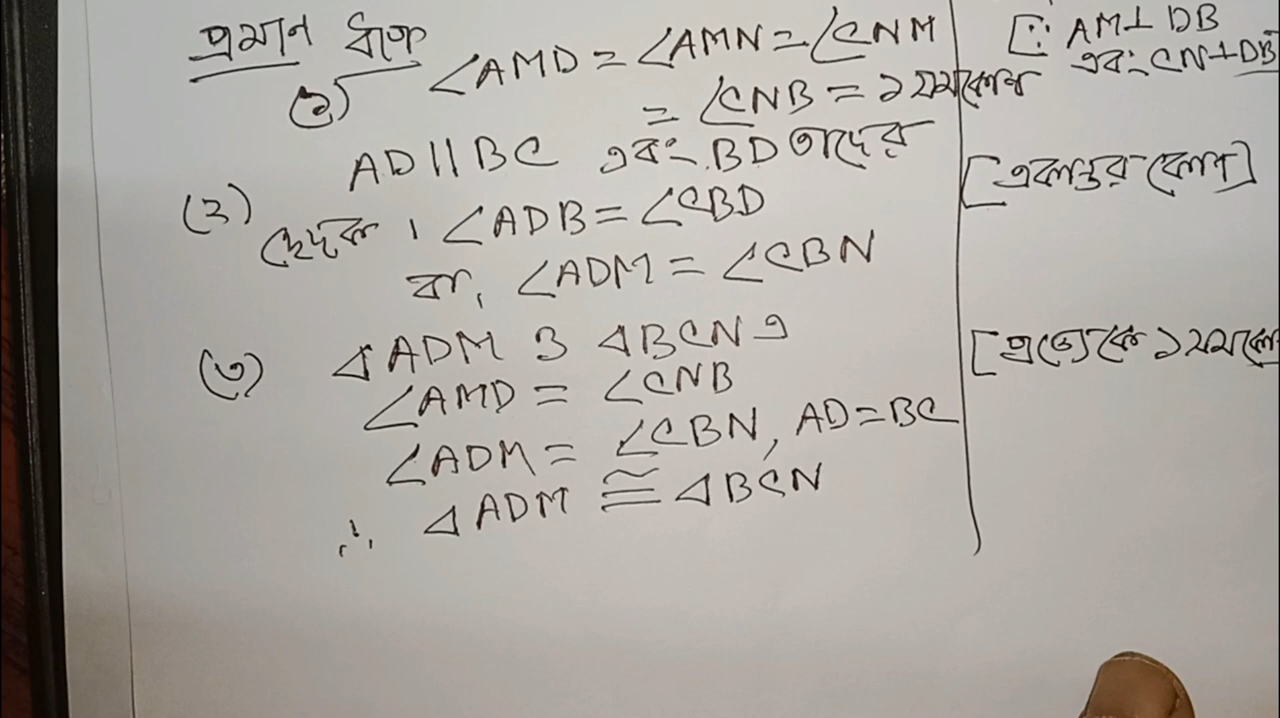 প্রমান ধাপ
(১) ∠AMD = ∠AMN = ∠CNM [∵ AM⊥ DB
= ∠CNB = ১ সমকোণ এবং CN⊥DB
(২) AD || BC এবং BD তাদের
ছেদক । ∠ADB = ∠CBD [একান্তর কোণ]
বা, ∠ADM = ∠CBN
(৩) ⊿ADM ও ⊿BCN এ
∠AMD = ∠CNB [প্রত্যেকে ১ সমকো
∠ADM = ∠CBN, AD=BC
∴ ⊿ADM ≅ ⊿BCN